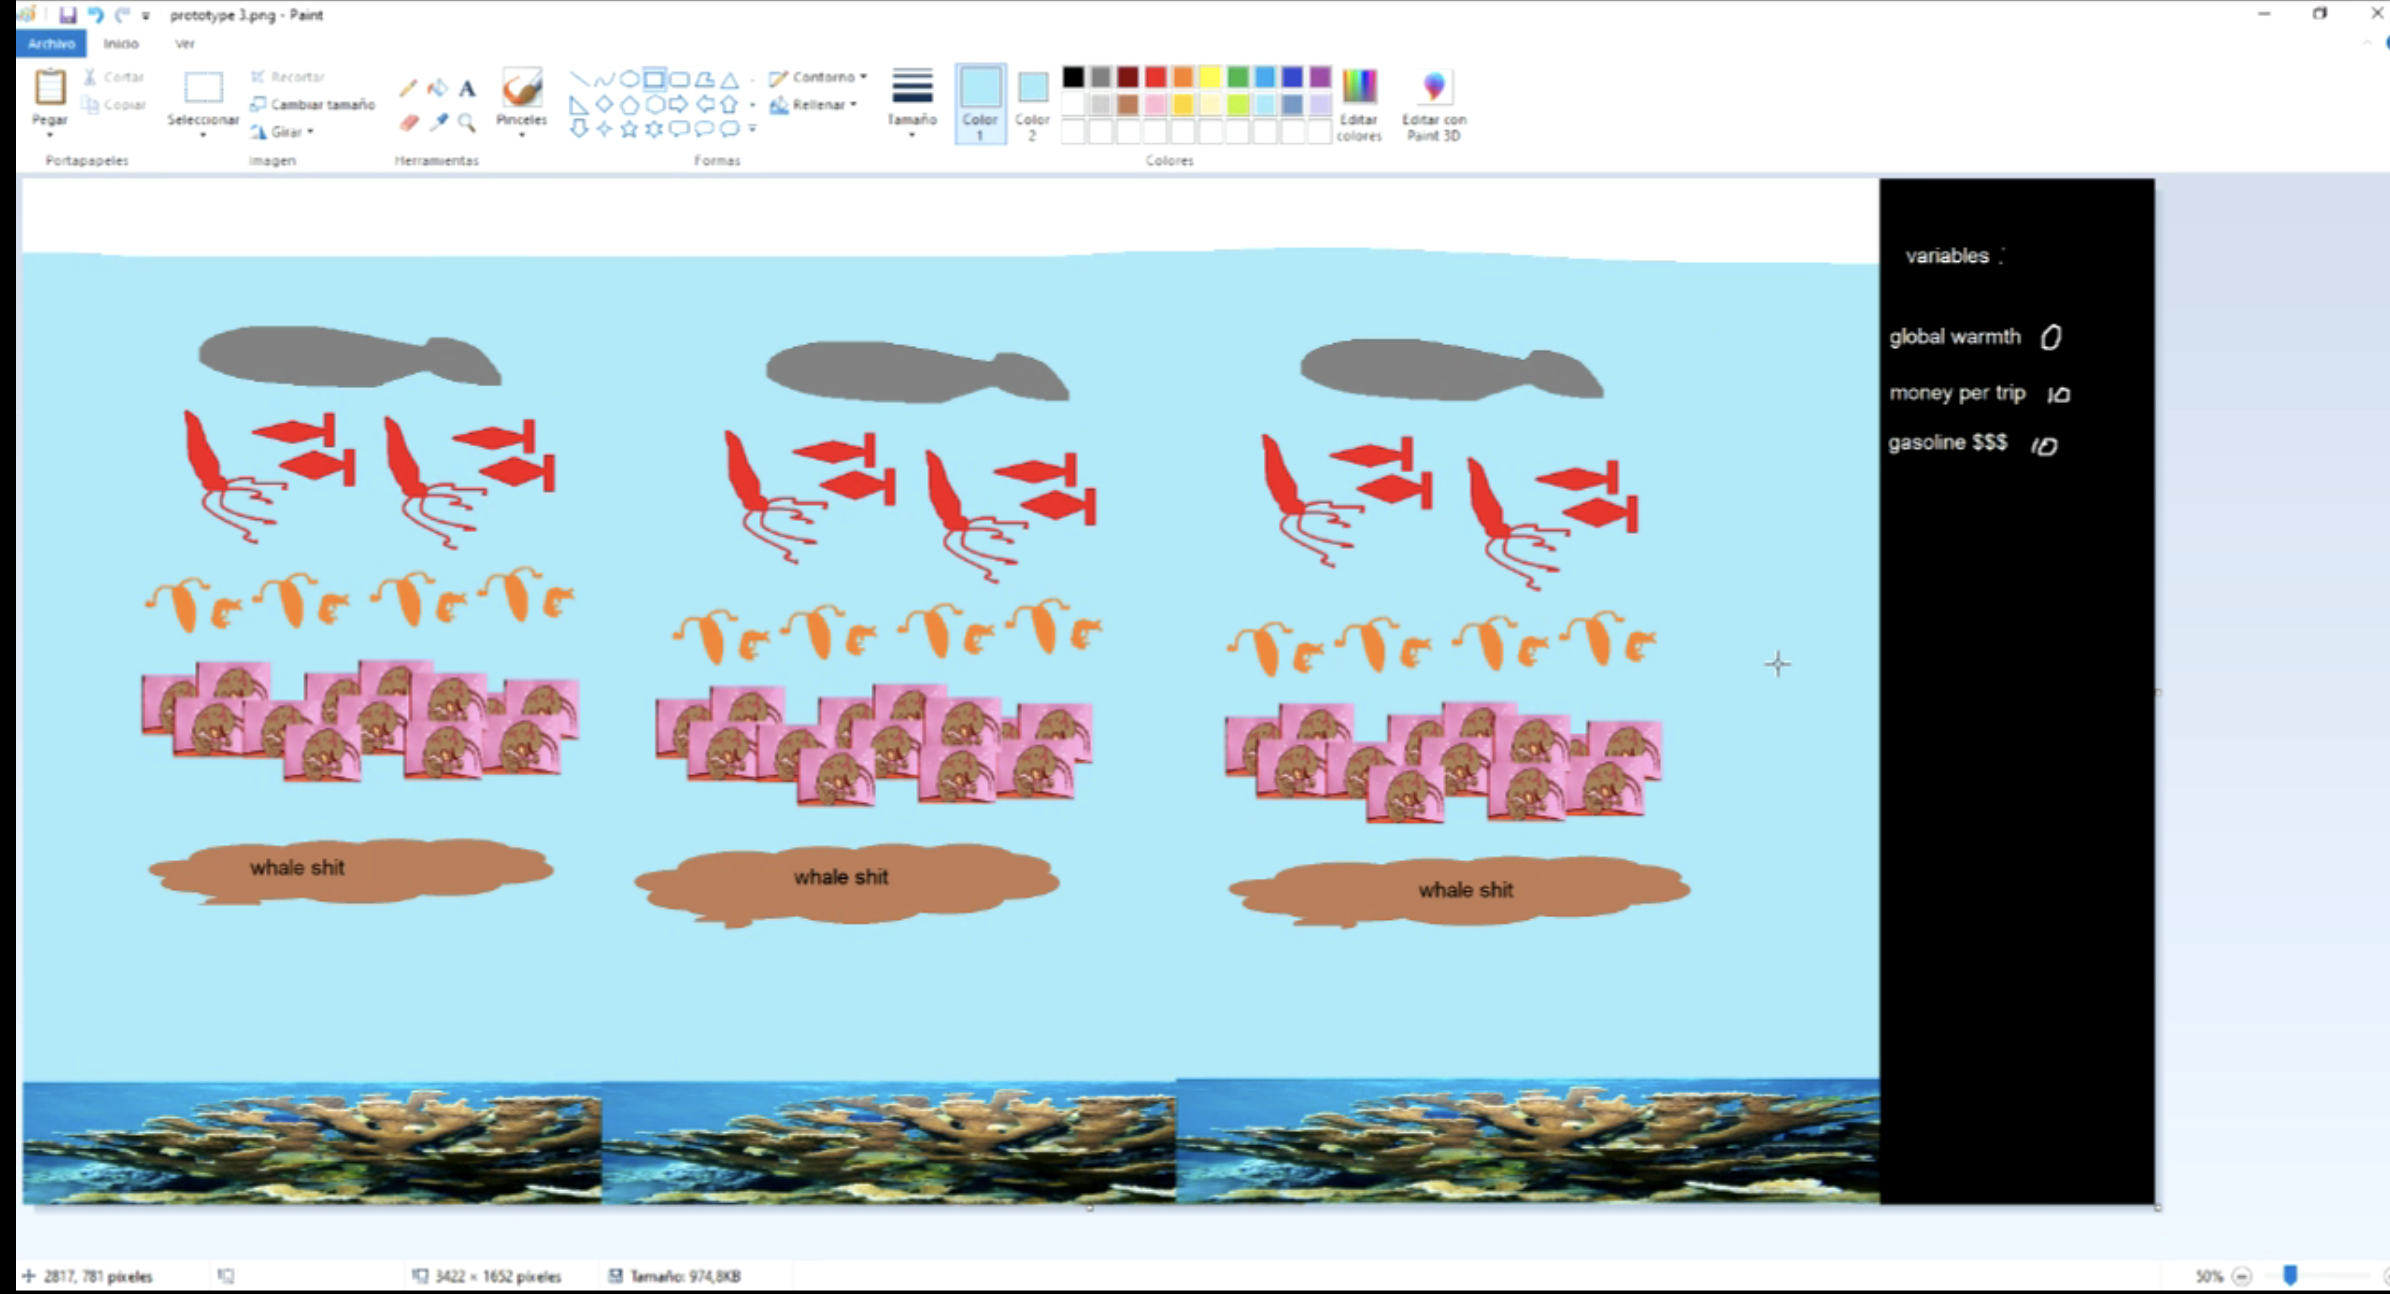 prototype 3.png - Paint
Archivo Inicio Ver
Pegar
Cortar
Copiar
Portapapeles
Seleccionar
Recortar
Cambiar tamaño
Girar
Imagen
A
Herramientas
Pinceles
Contorno
Rellenar
Formas
Tamaño
Color 1
Color 2
Colores
Editar colores
Editar con Paint 3D
variables :
global warmth 0
money per trip 10
gasoline $$$ 10
whale shit
whale shit
whale shit
2817, 781 píxeles
3422 × 1652 píxeles
Tamaño: 974,8KB
50%